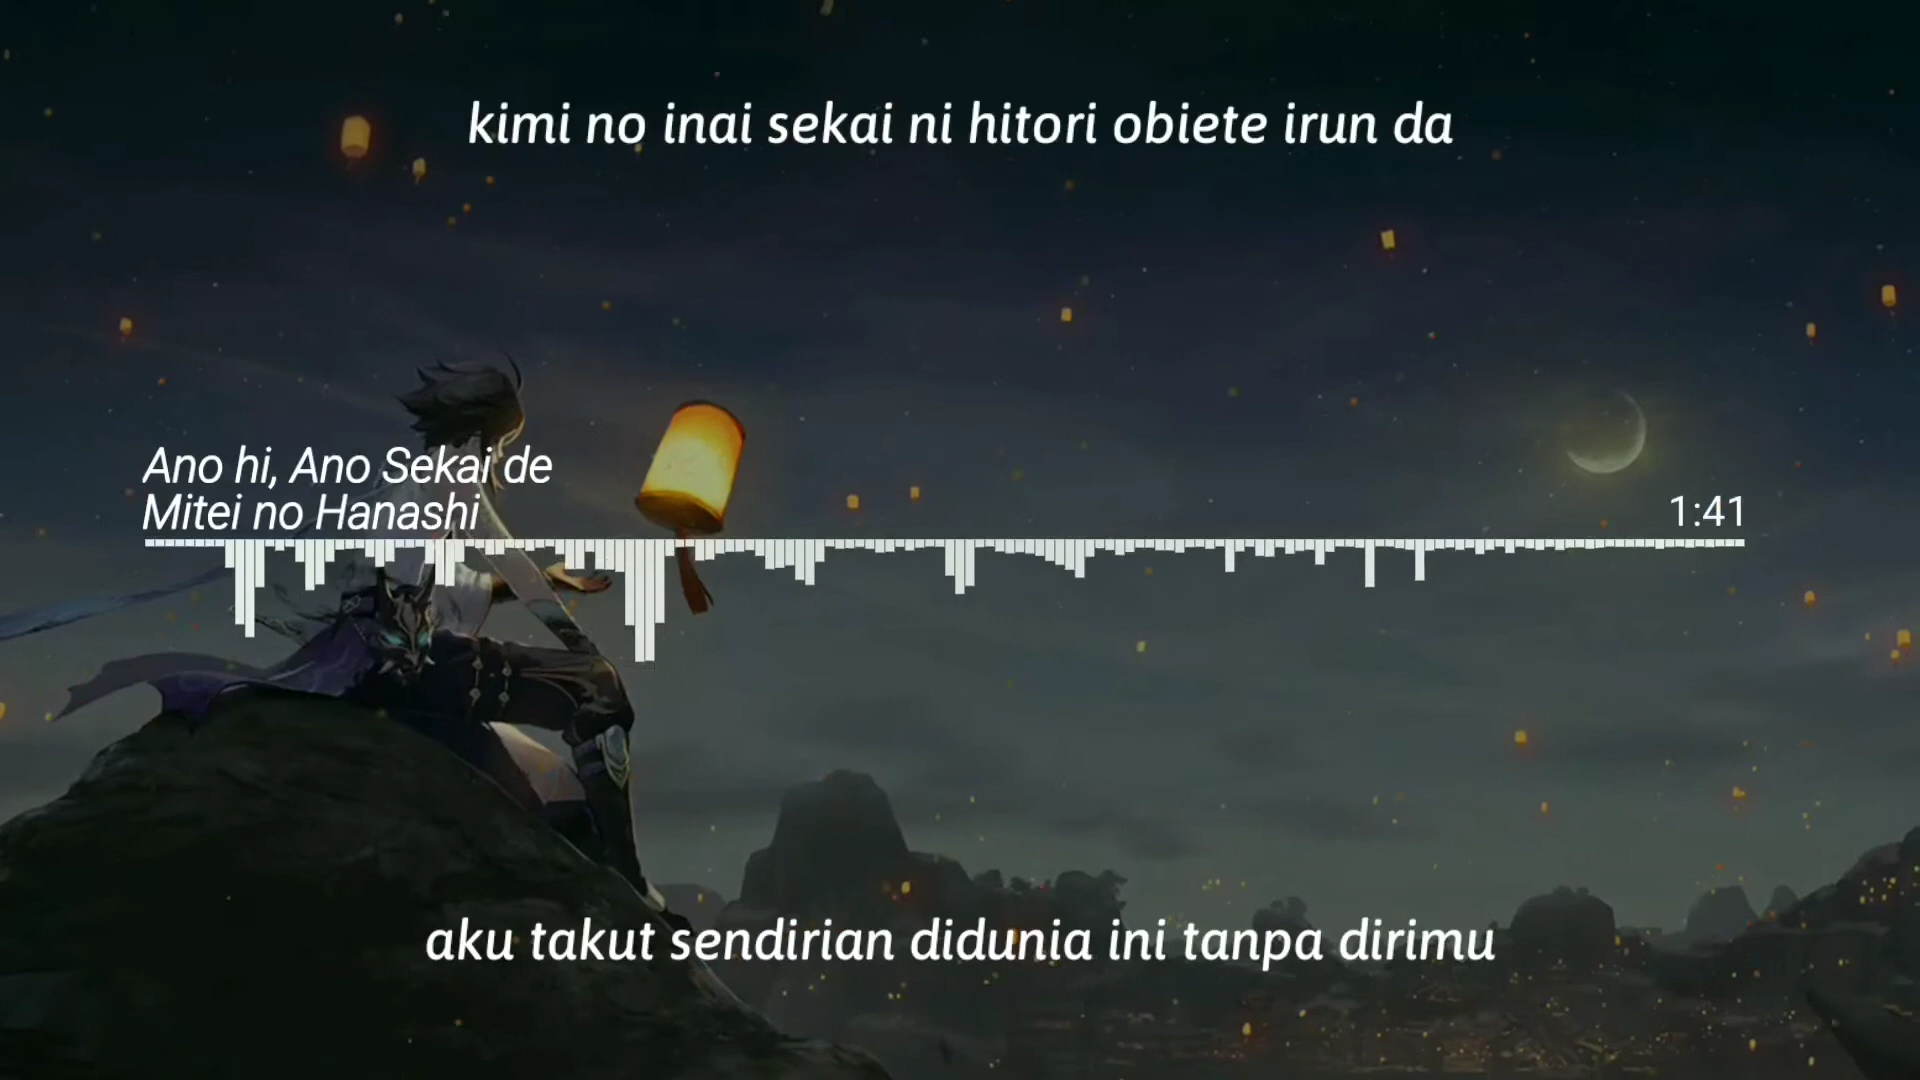 kimi no inai sekai ni hitori obiete irun da
Ano hi, Ano Sekai de
Mitei no Hanashi
1:41
aku takut sendirian didunia ini tanpa dirimu